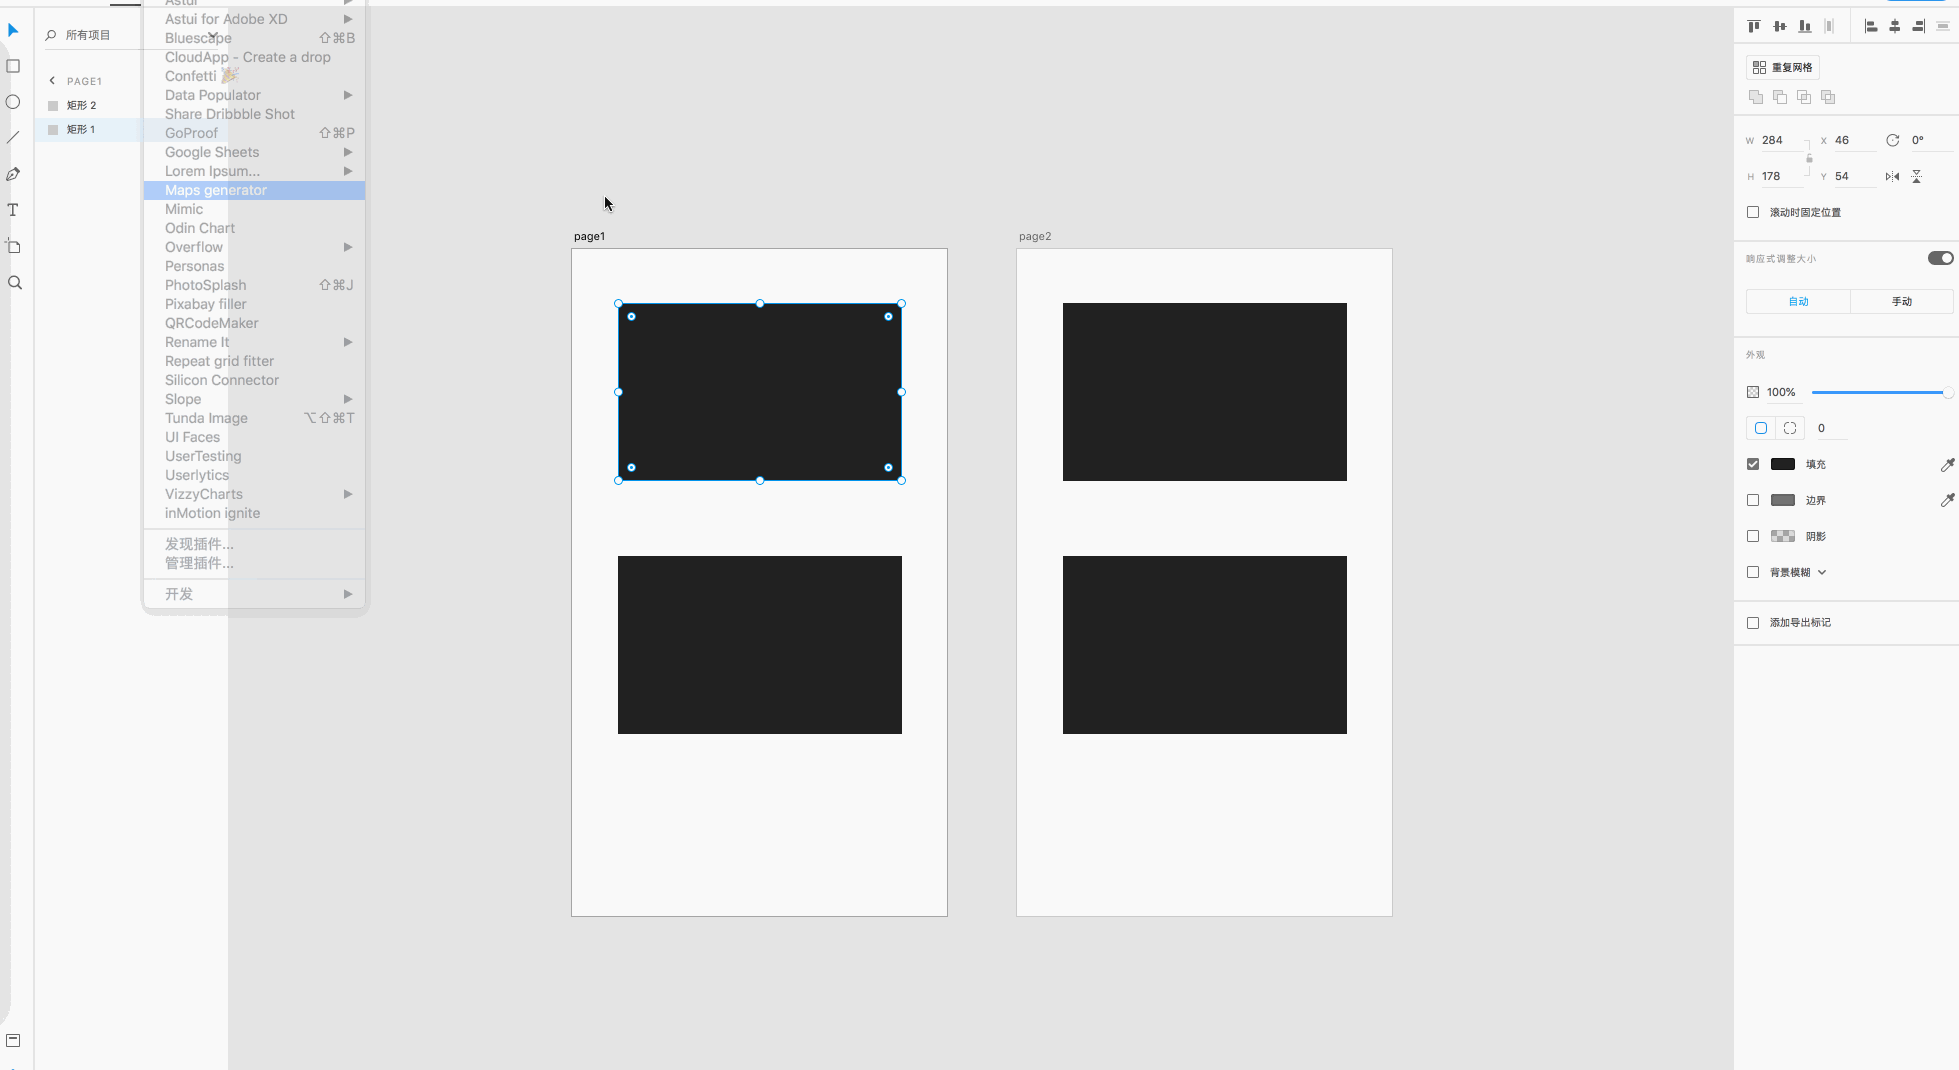 Astui
Astui for Adobe XD
Bluescape ⇧⌘B
CloudApp - Create a drop
Confetti 🎉
Data Populator
Share Dribbble Shot
GoProof ⇧⌘P
Google Sheets
Lorem Ipsum...
Maps generator
Mimic
Odin Chart
Overflow
Personas
PhotoSplash ⇧⌘J
Pixabay filler
QRCodeMaker
Rename It
Repeat grid fitter
Silicon Connector
Slope
Tunda Image ⌥⇧⌘T
UI Faces
UserTesting
Userlytics
VizzyCharts
inMotion ignite
发现插件...
管理插件...
开发
所有项目
PAGE1
矩形 2
矩形 1
page1
page2
重复网格
W 284 X 46 0°
H 178 Y 54
滚动时固定位置
响应式调整大小
自动 手动
外观
100%
0
填充
边界
阴影
背景模糊
添加导出标记